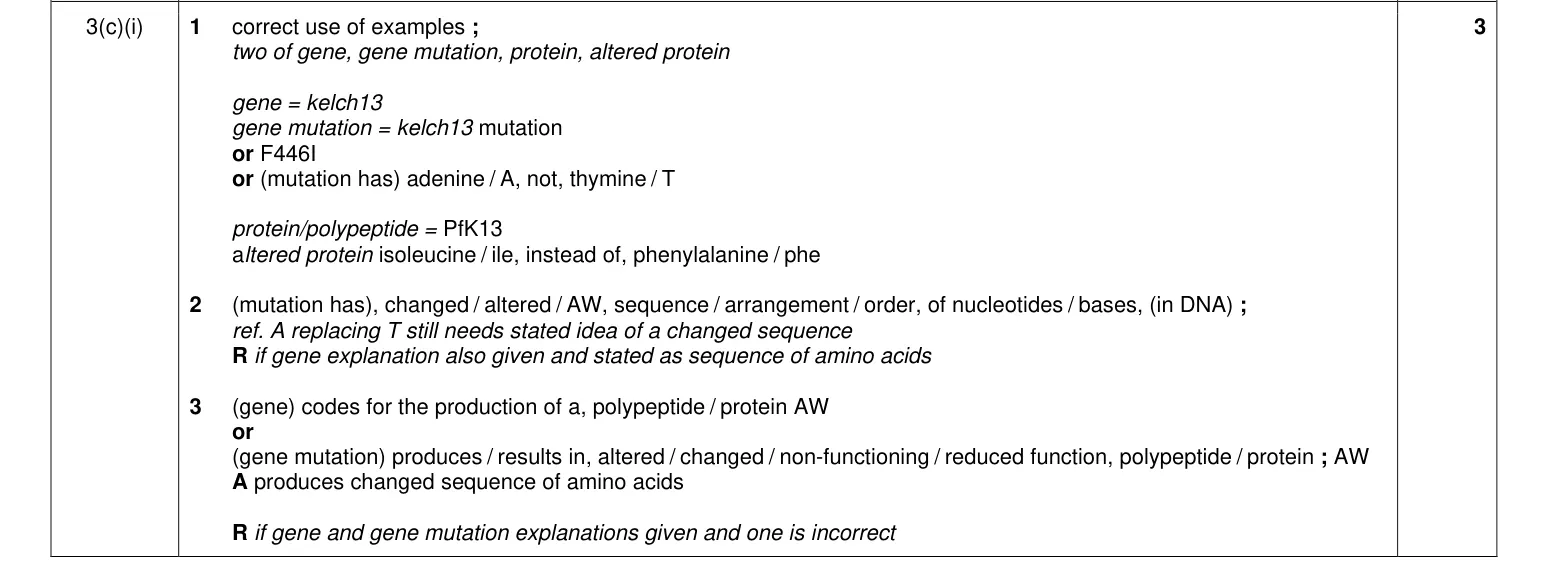 3(c)(i) 1 correct use of examples ; 3
two of gene, gene mutation, protein, altered protein
gene = kelch13
gene mutation = kelch13 mutation
or F446I
or (mutation has) adenine / A, not, thymine / T
protein/polypeptide = PfK13
altered protein isoleucine / ile, instead of, phenylalanine / phe
2 (mutation has), changed / altered / AW, sequence / arrangement / order, of nucleotides / bases, (in DNA) ;
ref. A replacing T still needs stated idea of a changed sequence
R if gene explanation also given and stated as sequence of amino acids
3 (gene) codes for the production of a, polypeptide / protein AW
or
(gene mutation) produces / results in, altered / changed / non-functioning / reduced function, polypeptide / protein ; AW
A produces changed sequence of amino acids
R if gene and gene mutation explanations given and one is incorrect